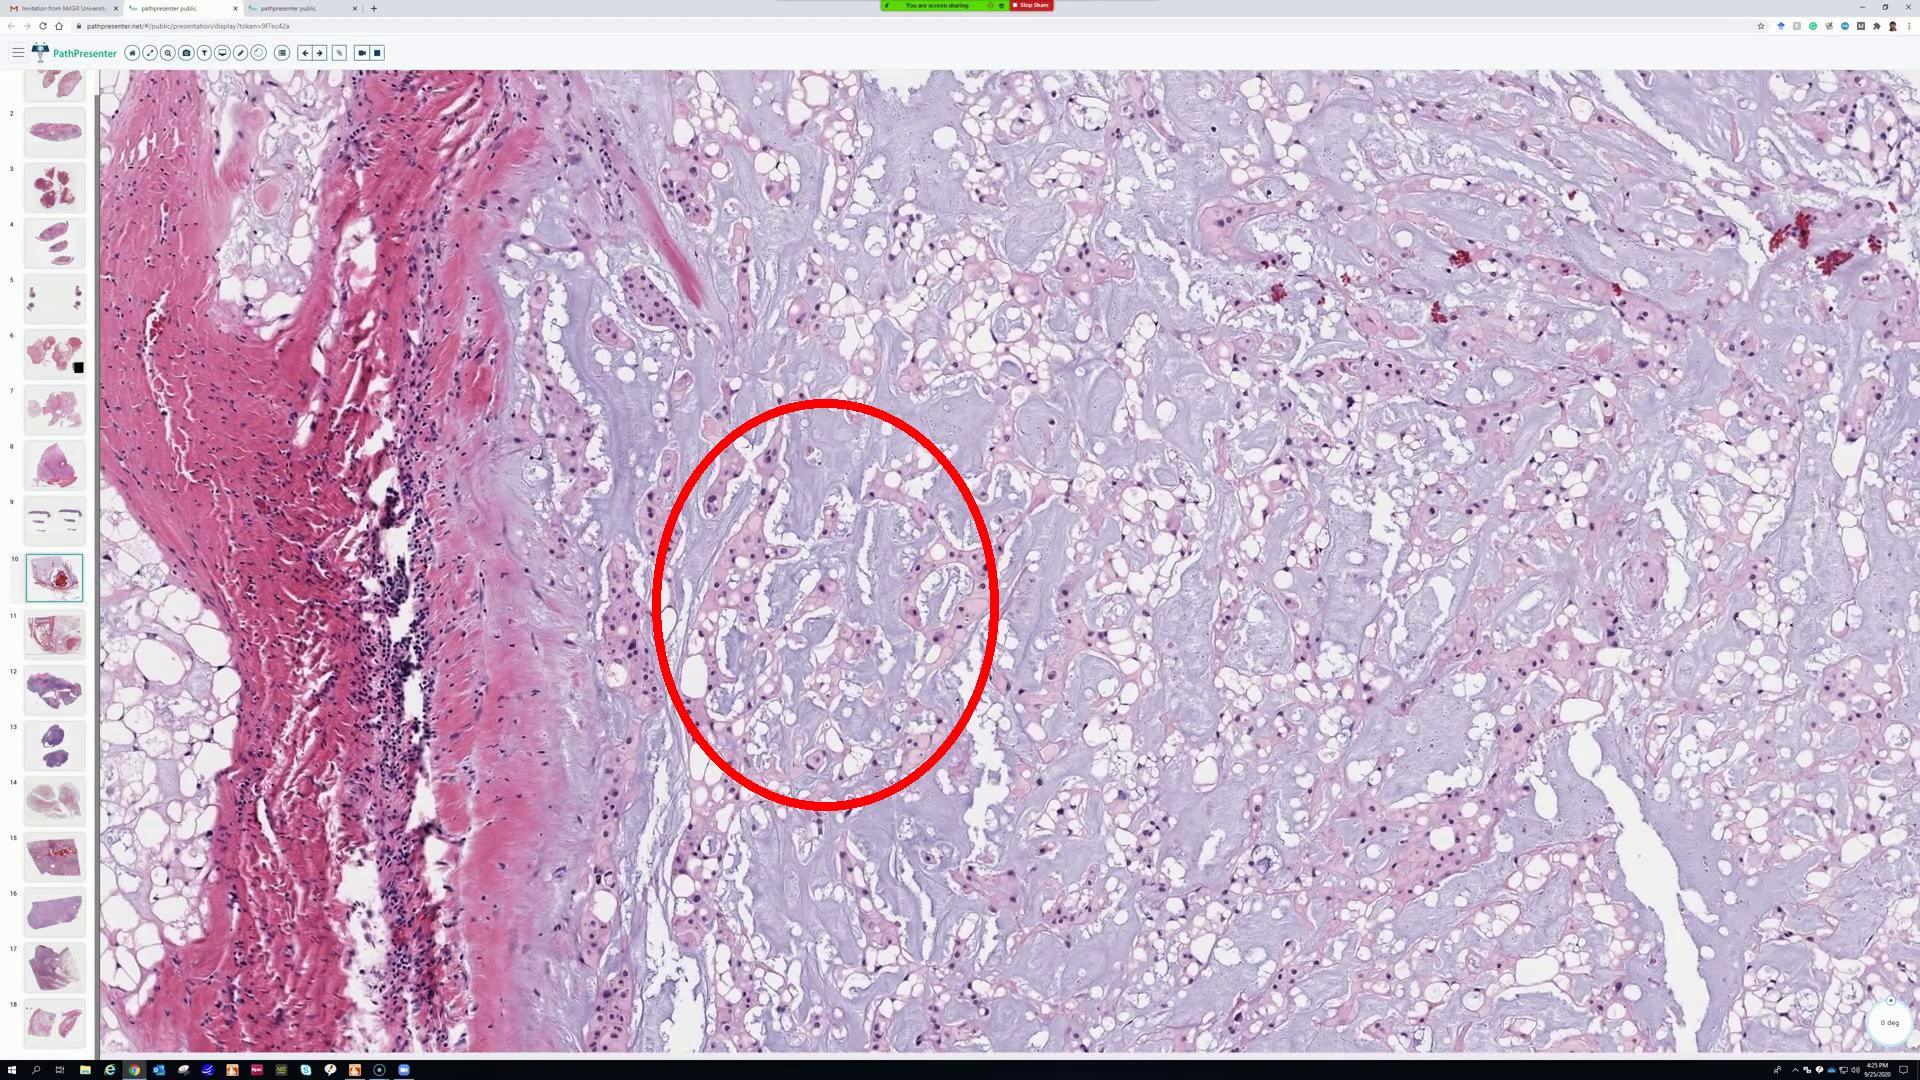 Invitation from McGill University
pathpresenter public
pathpresenter public
You are screen sharing
Stop Share
pathpresenter.net/#/public/presentation/display?token=9f7ec42a
PathPresenter
2
3
4
5
6
7
8
9
10
11
12
13
14
15
16
17
18
0 deg
4:25 PM
9/25/2020